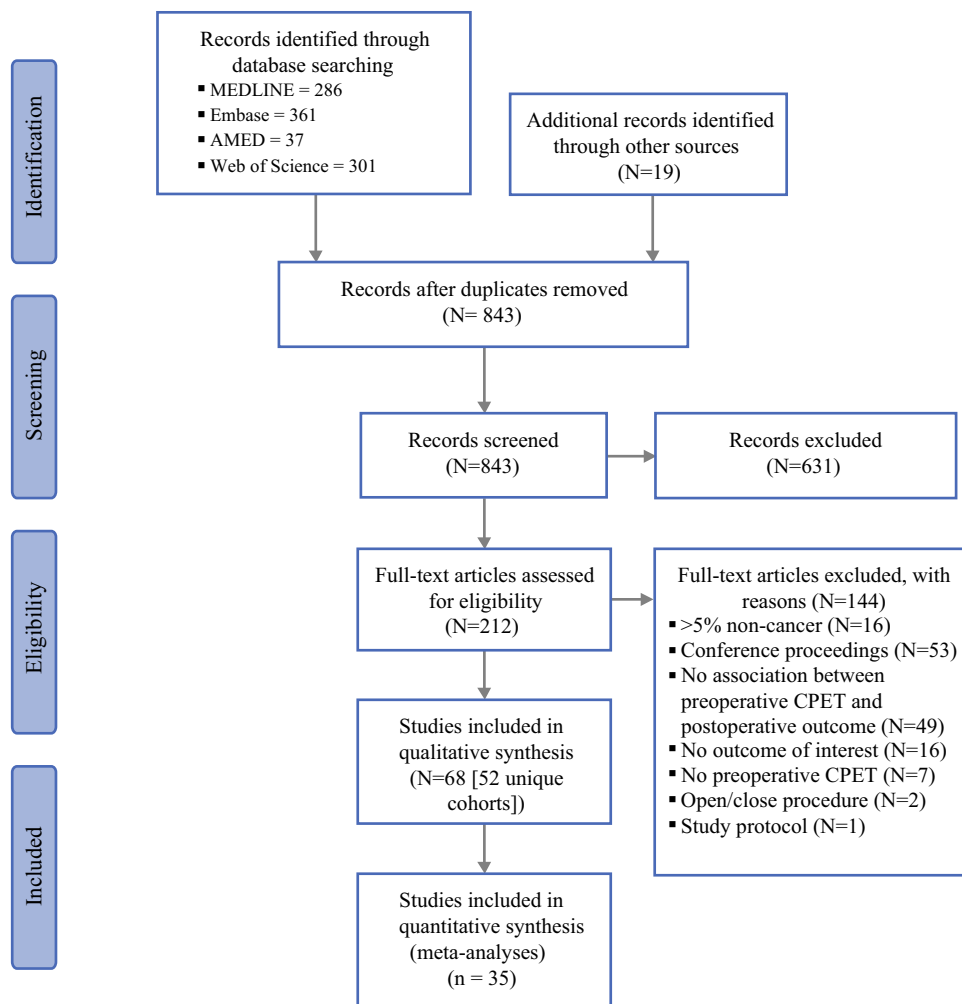 Identification
Records identified through
database searching
▪ MEDLINE = 286
▪ Embase = 361
▪ AMED = 37
▪ Web of Science = 301
Additional records identified
through other sources
(N=19)
Records after duplicates removed
(N= 843)
Screening
Records screened
(N=843)
Records excluded
(N=631)
Eligibility
Full-text articles assessed
for eligibility
(N=212)
Full-text articles excluded, with
reasons (N=144)
▪ >5% non-cancer (N=16)
▪ Conference proceedings (N=53)
▪ No association between
preoperative CPET and
postoperative outcome (N=49)
▪ No outcome of interest (N=16)
▪ No preoperative CPET (N=7)
▪ Open/close procedure (N=2)
▪ Study protocol (N=1)
Studies included in
qualitative synthesis
(N=68 [52 unique
cohorts])
Included
Studies included in
quantitative synthesis
(meta-analyses)
(n = 35)